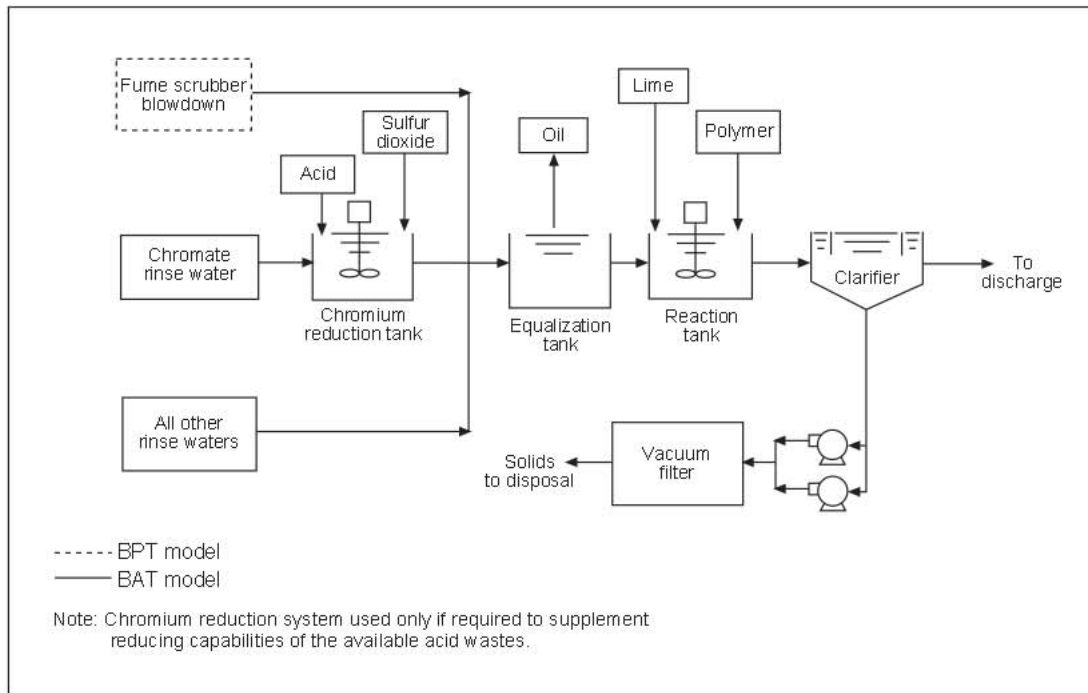 Fume scrubber
blowdown
Sulfur
dioxide
Acid
Oil
Lime
Polymer
Chromate
rinse water
Chromium
reduction tank
Equalization
tank
Reaction
tank
Clarifier
To
discharge
All other
rinse waters
Solids
to disposal
Vacuum
filter
BPT model
BAT model
Note: Chromium reduction system used only if required to supplement
reducing capabilities of the available acid wastes.